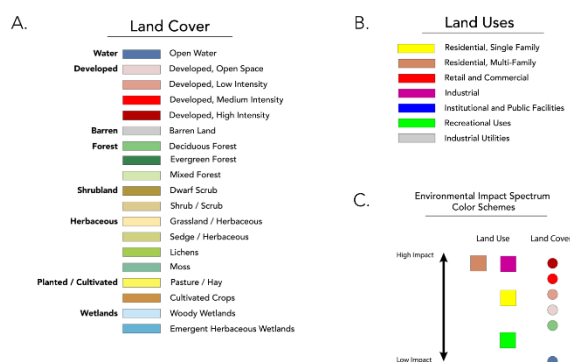 A.
Land Cover
Water Open Water
Developed Developed, Open Space
Developed, Low Intensity
Developed, Medium Intensity
Developed, High Intensity
Barren Barren Land
Forest Deciduous Forest
Evergreen Forest
Mixed Forest
Shrubland Dwarf Scrub
Shrub / Scrub
Herbaceous Grassland / Herbaceous
Sedge / Herbaceous
Lichens
Moss
Planted / Cultivated Pasture / Hay
Cultivated Crops
Wetlands Woody Wetlands
Emergent Herbaceous Wetlands
B.
Land Uses
Residential, Single Family
Residential, Multi-Family
Retail and Commercial
Industrial
Institutional and Public Facilities
Recreational Uses
Industrial Utilities
C.
Environmental Impact Spectrum
Color Schemes
Land Use Land Cover
High Impact
Low Impact